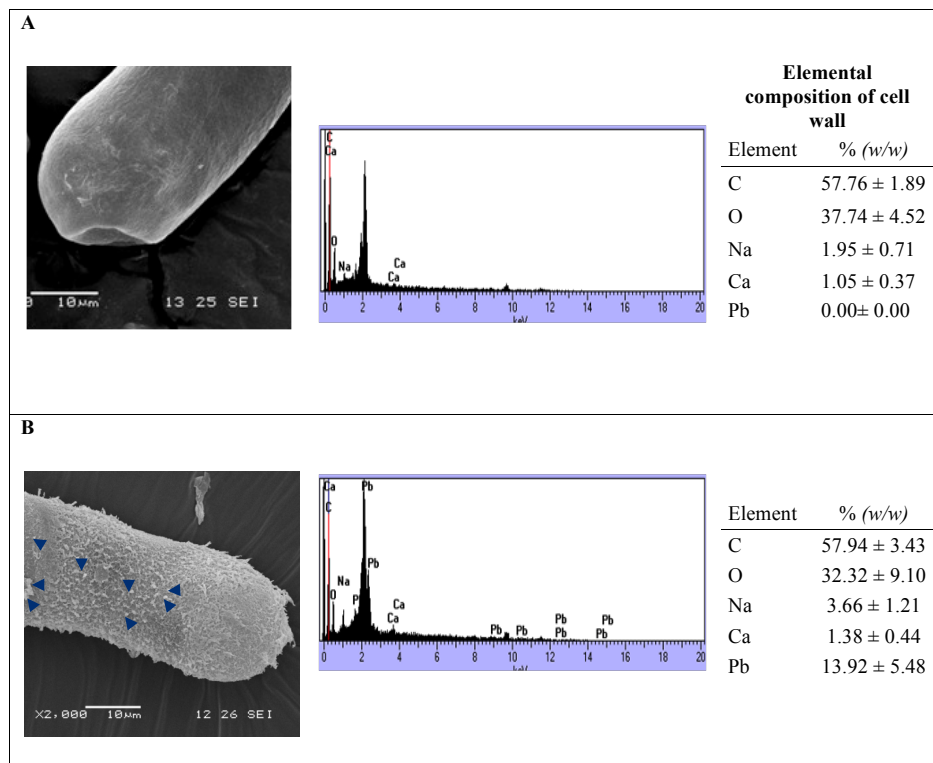 A
0 10μm 13 25 SEI
C
Ca
O
Na
Ca
Ca
0 2 4 6 8 10 12 14 16 18 20
keV
Elemental
composition of cell
wall
Element % (w/w)
C 57.76 ± 1.89
O 37.74 ± 4.52
Na 1.95 ± 0.71
Ca 1.05 ± 0.37
Pb 0.00± 0.00
B
X2,000 10μm 12 26 SEI
Ca Pb
C
Pb
Na
O P
Ca
Ca
Pb Pb
Pb Pb
Pb Pb
0 2 4 6 8 10 12 14 16 18 20
keV
Element % (w/w)
C 57.94 ± 3.43
O 32.32 ± 9.10
Na 3.66 ± 1.21
Ca 1.38 ± 0.44
Pb 13.92 ± 5.48